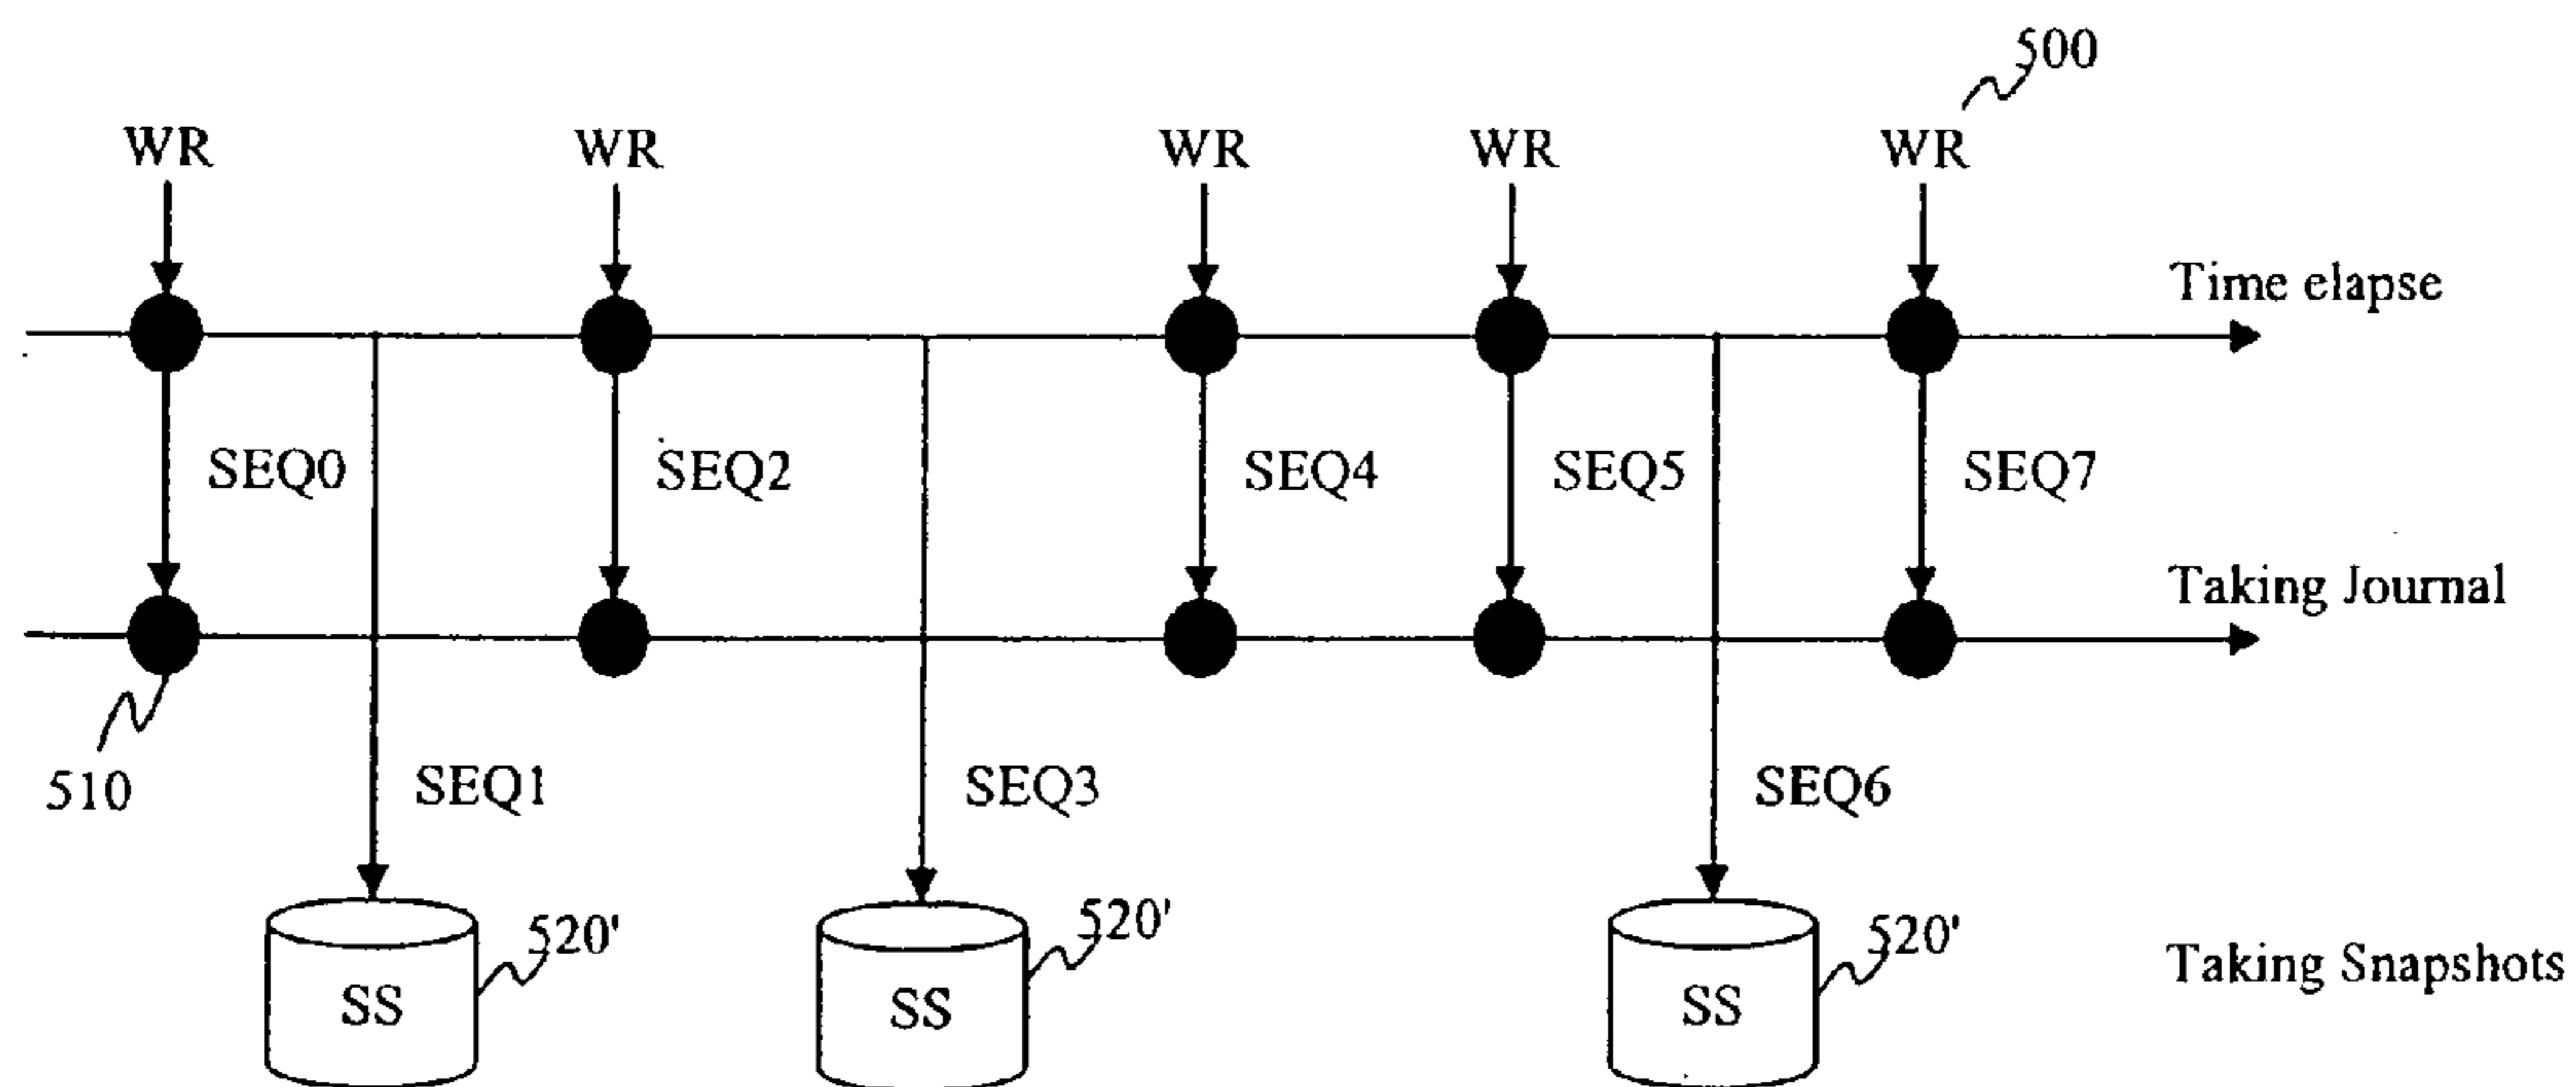 500
WR WR WR WR WR
Time elapse
SEQ0 SEQ2 SEQ4 SEQ5 SEQ7
Taking Journal
510 SEQ1 SEQ3 SEQ6
520' 520' 520'
Taking Snapshots
SS SS SS